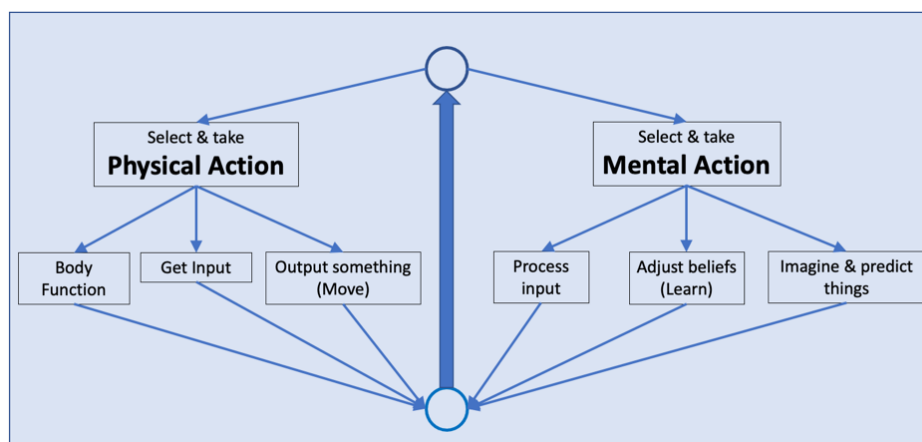 Select & take
Physical Action
Select & take
Mental Action
Body
Function
Get Input
Output something
(Move)
Process
input
Adjust beliefs
(Learn)
Imagine & predict
things